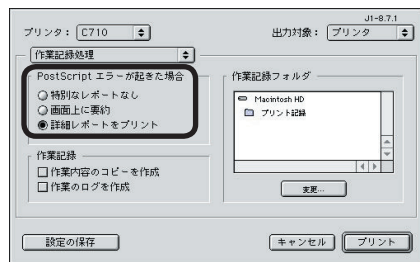 J1-8.7.1
プリンタ： C710 出力対象： プリンタ
作業記録処理
PostScript エラーが起きた場合
特別なレポートなし
画面上に要約
詳細レポートをプリント
作業記録
作業内容のコピーを作成
作業のログを作成
作業記録フォルダ
Macintosh HD
プリント記録
変更...
設定の保存 キャンセル プリント